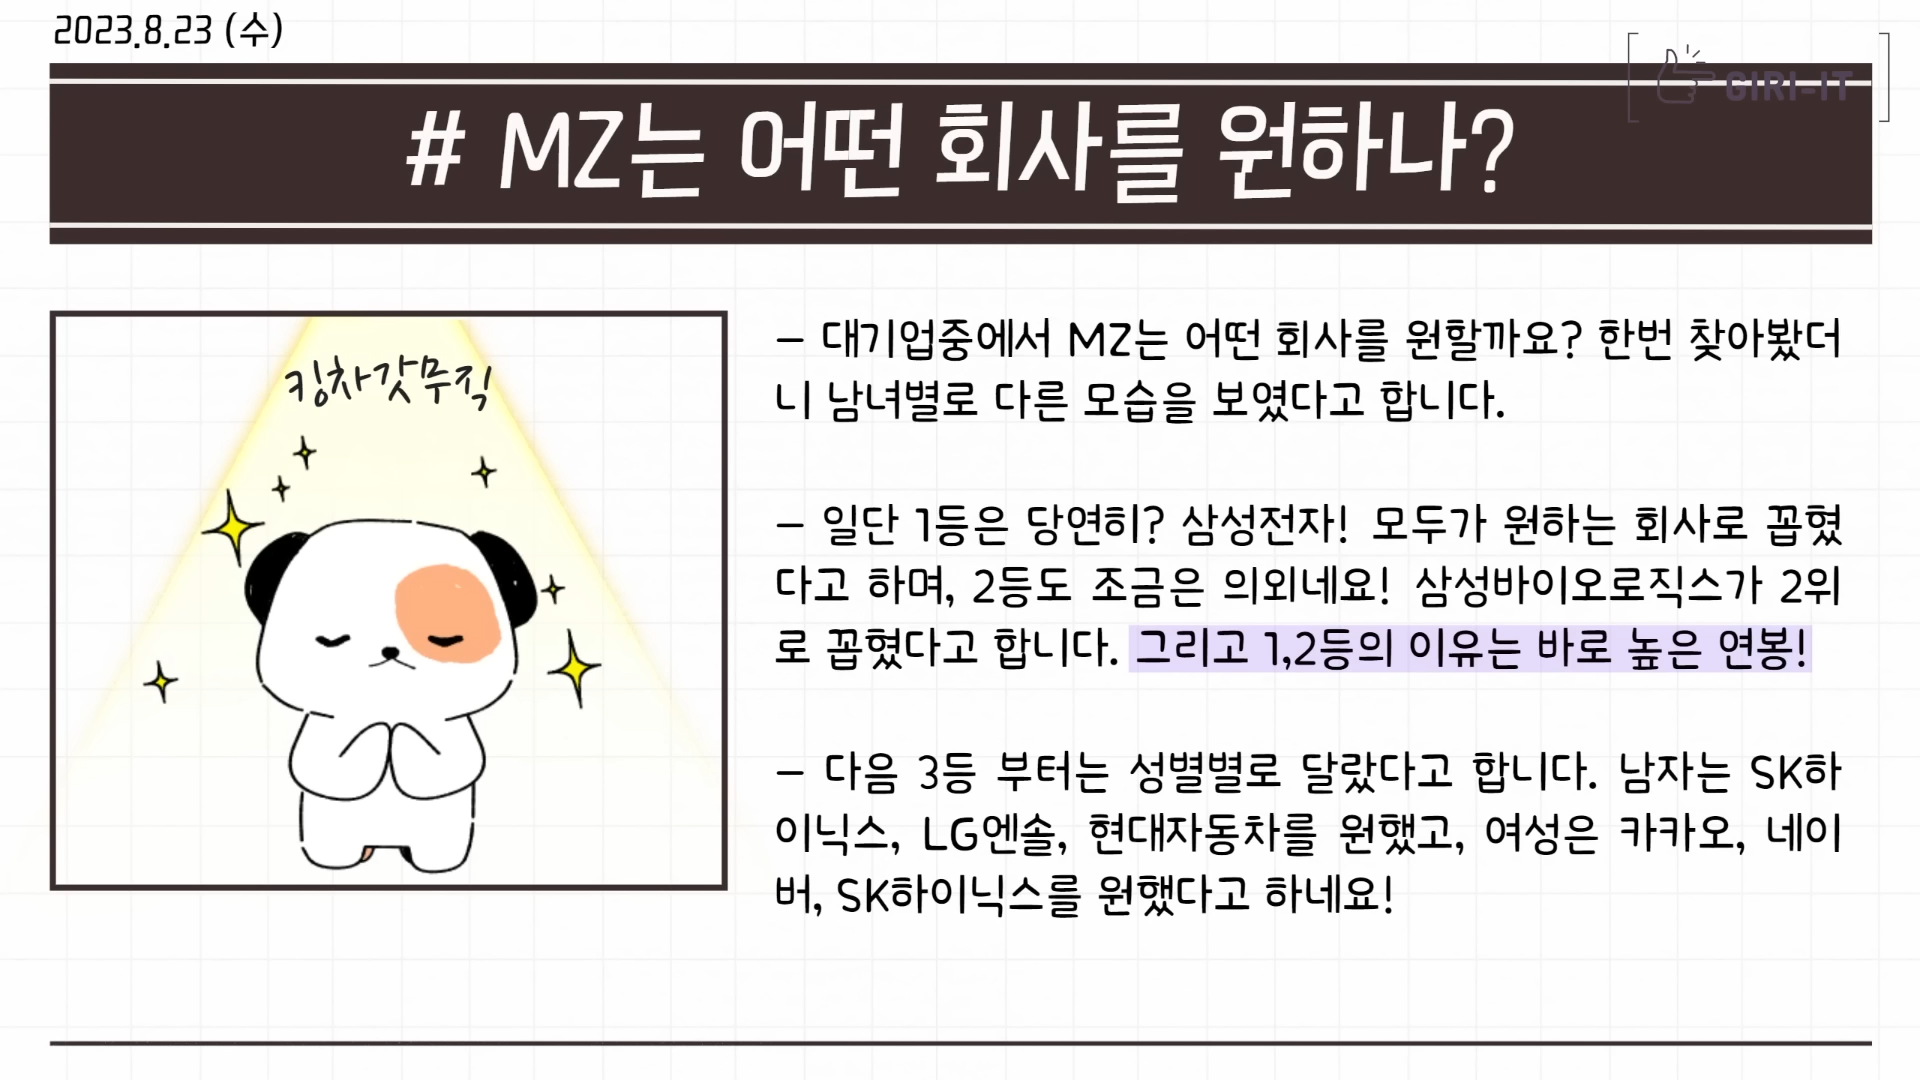 2023.8.23 (수)
GIRI-IT
# MZ는 어떤 회사를 원하나?
킹차갓무직
– 대기업중에서 MZ는 어떤 회사를 원할까요? 한번 찾아봤더
니 남녀별로 다른 모습을 보였다고 합니다.
– 일단 1등은 당연히? 삼성전자! 모두가 원하는 회사로 꼽혔
다고 하며, 2등도 조금은 의외네요! 삼성바이오로직스가 2위
로 꼽혔다고 합니다. 그리고 1,2등의 이유는 바로 높은 연봉!
– 다음 3등 부터는 성별별로 달랐다고 합니다. 남자는 SK하
이닉스, LG엔솔, 현대자동차를 원했고, 여성은 카카오, 네이
버, SK하이닉스를 원했다고 하네요!